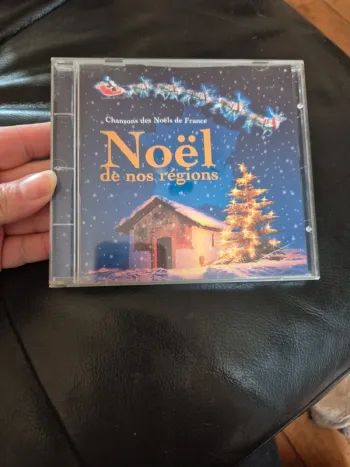 Chansons des Noëls de France
Noël
de nos régions